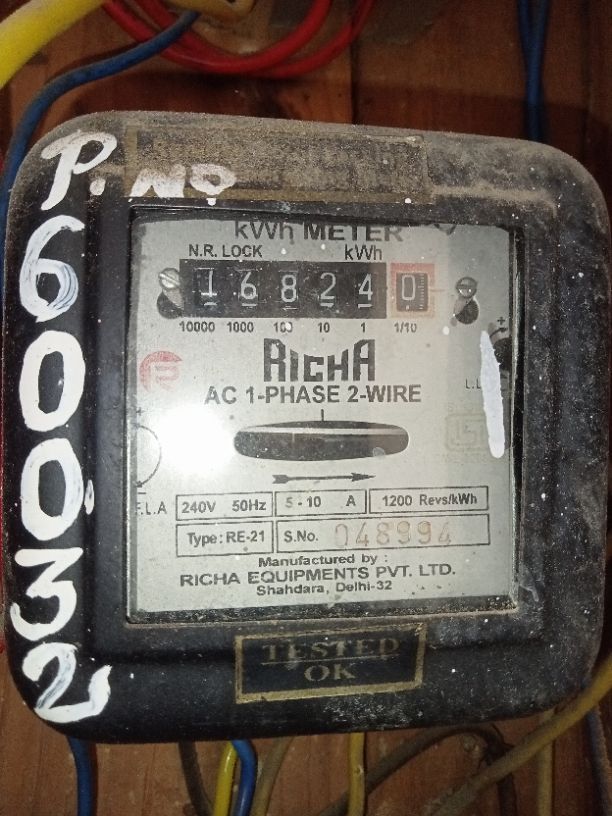 P. NO
60032
kWh METER
N.R. LOCK kWh
1 6 8 2 4 0
10000 1000 100 10 1 1/10
RICHA
AC 1-PHASE 2-WIRE
F.L.A
240V 50Hz 5 - 10 A 1200 Revs/kWh
Type: RE-21 S.No. 048994
Manufactured by :
RICHA EQUIPMENTS PVT. LTD.
Shahdara, Delhi-32
TESTED
OK